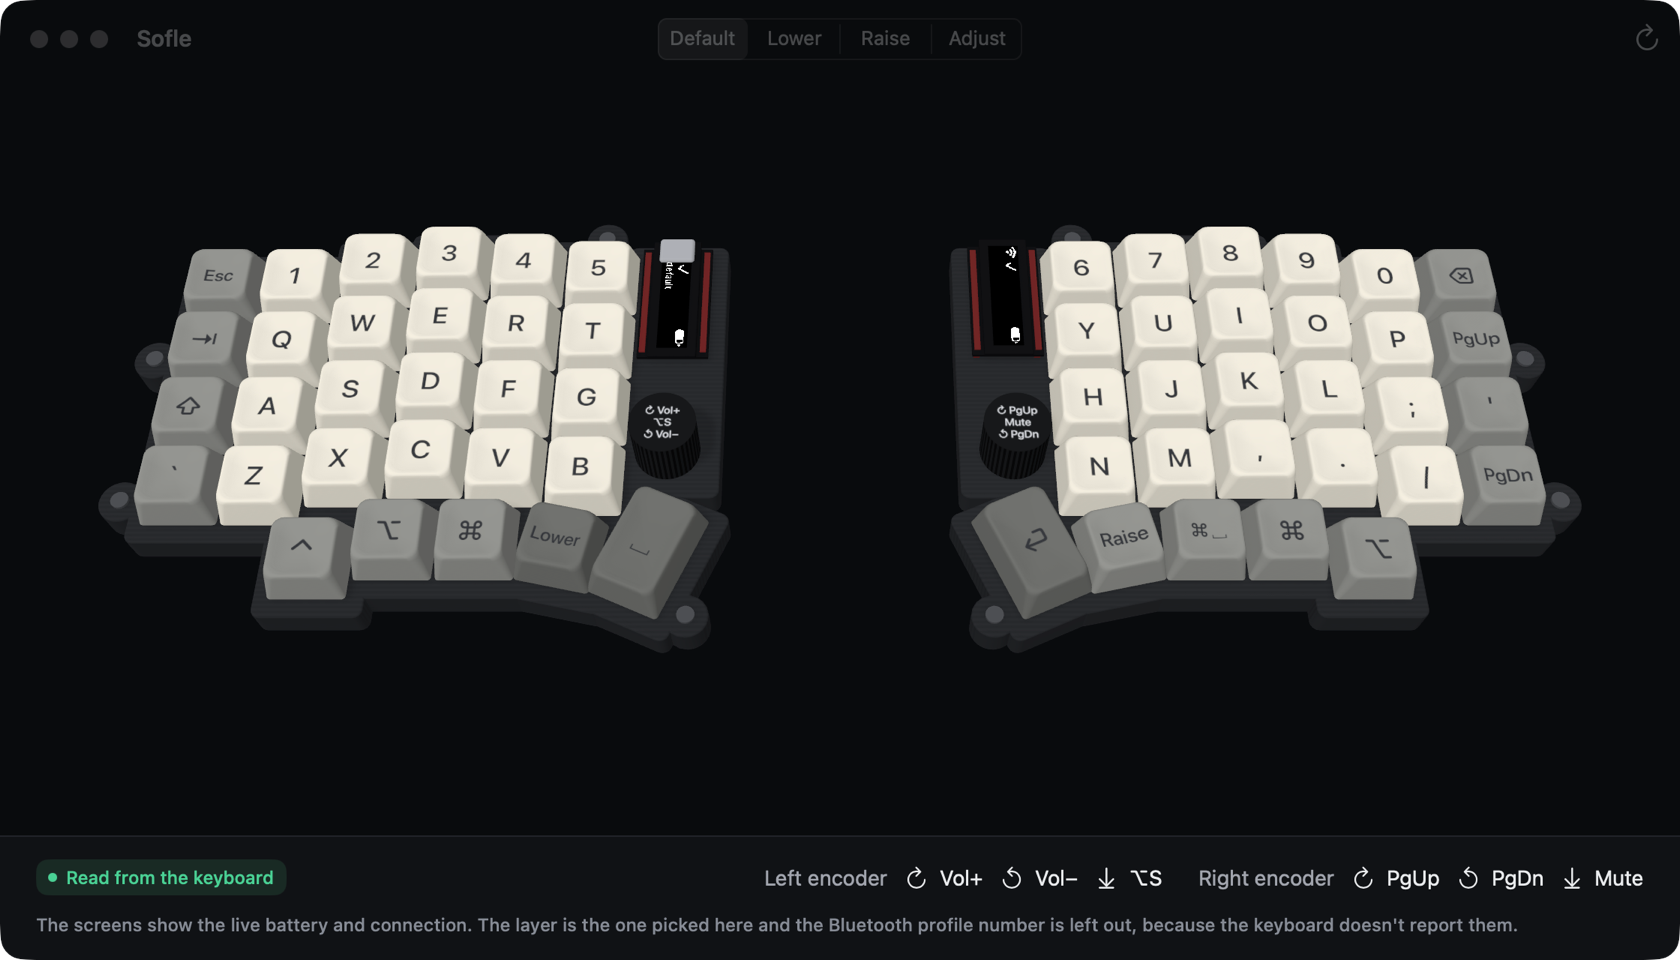 Sofle
Default Lower Raise Adjust
Esc 1 2 3 4 5
6 7 8 9 0
Q W E R T
Y U I O P PgUp
A S D F G
H J K L ; '
` Z X C V B
N M , . | PgDn
default
↻ Vol+
⌥S
↺ Vol−
↻ PgUp
Mute
↺ PgDn
^ ⌥ ⌘ Lower
Raise ⌘ ⌘ ⌥
Read from the keyboard
Left encoder ↻ Vol+ ↺ Vol− ↓ ⌥S Right encoder ↻ PgUp ↺ PgDn ↓ Mute
The screens show the live battery and connection. The layer is the one picked here and the Bluetooth profile number is left out, because the keyboard doesn't report them.